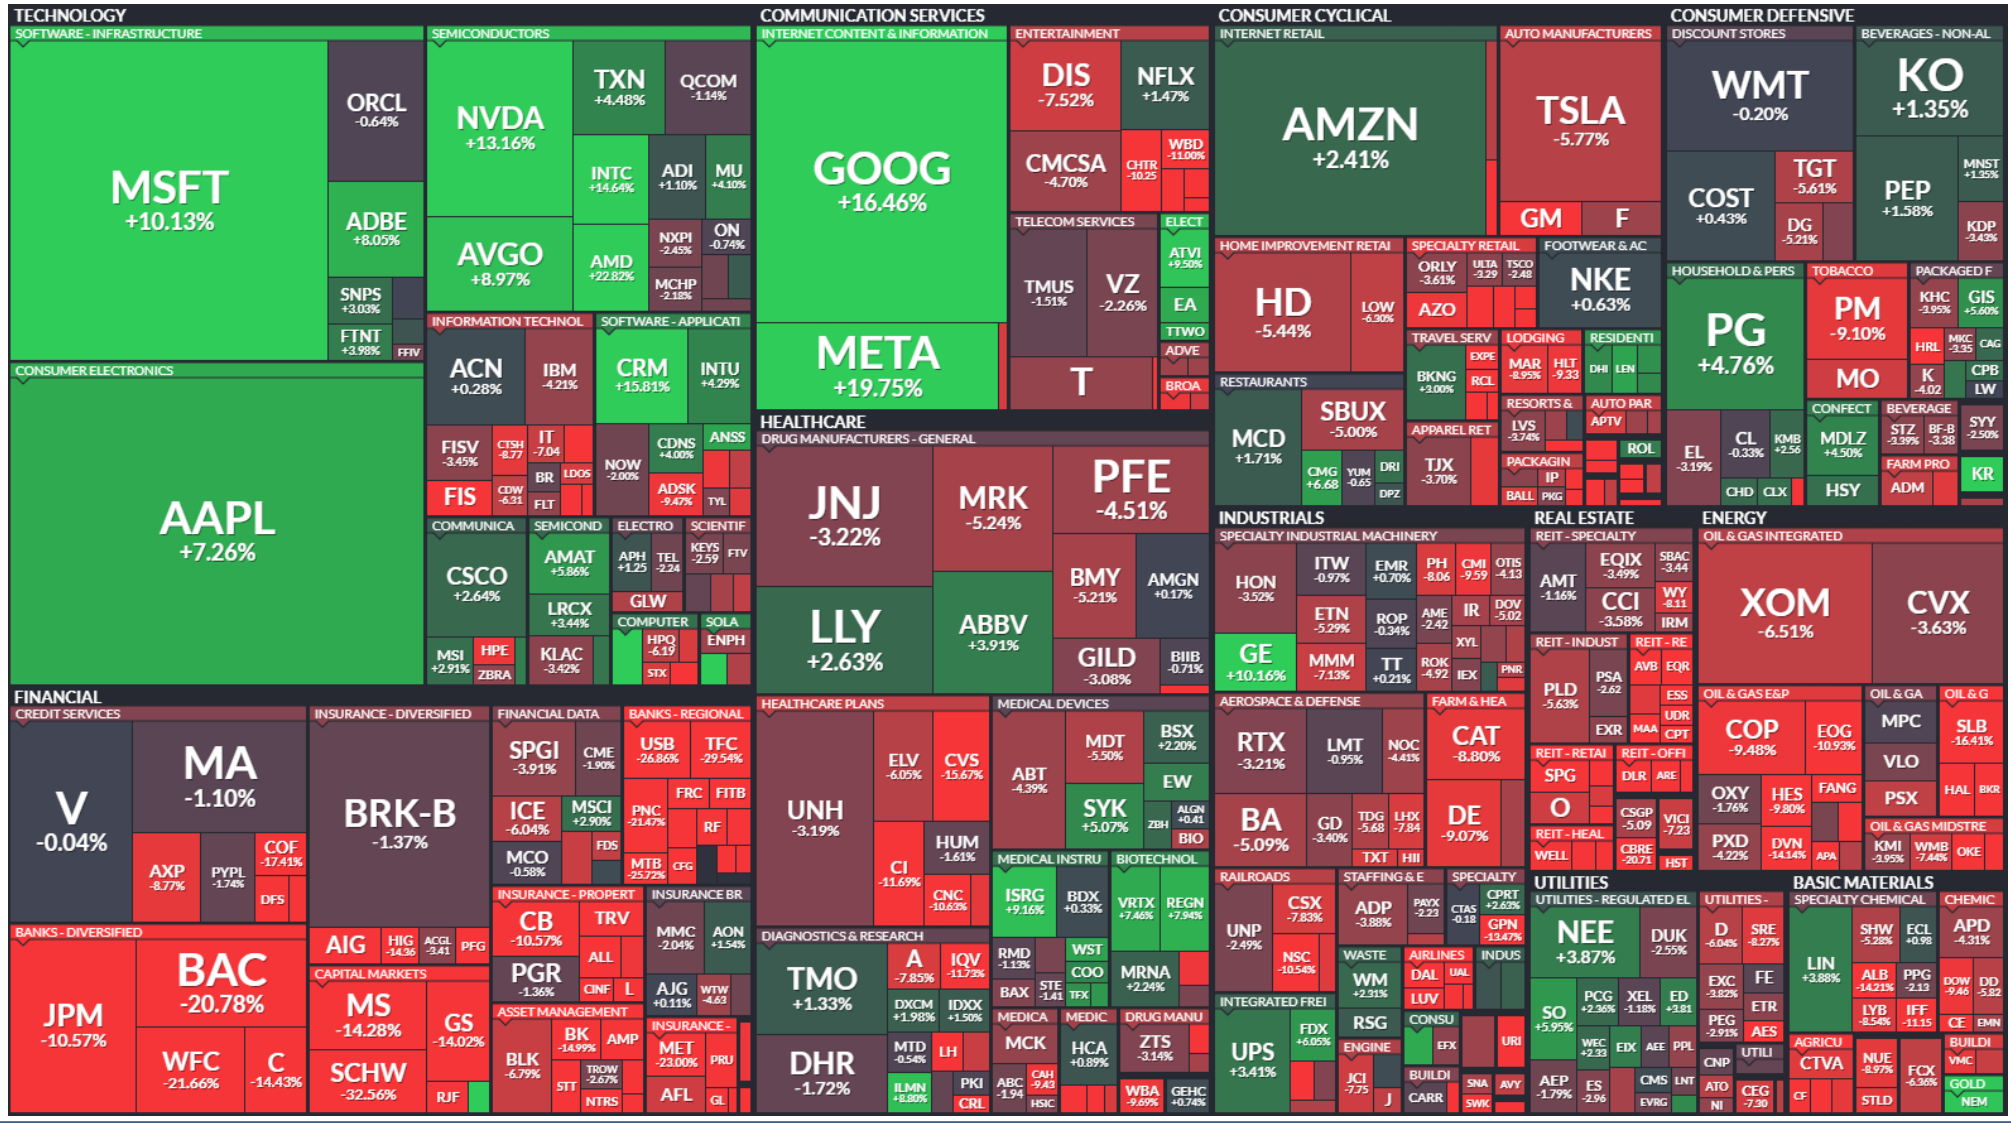 TECHNOLOGY
SOFTWARE - INFRASTRUCTURE
MSFT
+10.13%
ORCL
-0.64%
ADBE
+8.05%
SNPS
+3.03%
FTNT
+3.98%
FFIV
SEMICONDUCTORS
NVDA
+13.16%
TXN
+4.48%
QCOM
-1.14%
INTC
+14.64%
ADI
+1.10%
MU
+4.10%
AVGO
+8.97%
AMD
+22.82%
NXPI
-2.45%
ON
-0.74%
MCHP
-2.18%
CONSUMER ELECTRONICS
AAPL
+7.26%
INFORMATION TECHNOL
ACN
+0.28%
IBM
-4.21%
FISV
-3.45%
CTSH
-8.77
IT
-7.04
BR
LDOS
FIS
CDW
-6.31
FLT
SOFTWARE - APPLICATI
CRM
+15.81%
INTU
+4.29%
NOW
-2.00%
CDNS
+4.00%
ANSS
ADSK
-9.47%
TYL
COMMUNICA
CSCO
+2.64%
MSI
+2.91%
HPE
ZBRA
SEMICOND
AMAT
+5.86%
LRCX
+3.44%
KLAC
-3.42%
ELECTRO
APH
+1.25
TEL
-2.24
GLW
SCIENTIF
KEYS
-2.59
FTV
COMPUTER
HPQ
-6.19
STX
SOLA
ENPH
COMMUNICATION SERVICES
INTERNET CONTENT & INFORMATION
GOOG
+16.46%
META
+19.75%
ENTERTAINMENT
DIS
-7.52%
NFLX
+1.47%
CMCSA
-4.70%
CHTR
-10.25
WBD
-11.00%
TELECOM SERVICES
TMUS
-1.51%
VZ
-2.26%
T
ELECT
ATVI
+9.50%
EA
TTWO
ADVE
BROA
CONSUMER CYCLICAL
INTERNET RETAIL
AMZN
+2.41%
AUTO MANUFACTURERS
TSLA
-5.77%
GM
F
HOME IMPROVEMENT RETAI
HD
-5.44%
LOW
-6.30%
SPECIALTY RETAIL
ORLY
-3.61%
ULTA
-3.29
TSCO
-2.48
AZO
FOOTWEAR & AC
NKE
+0.63%
RESTAURANTS
MCD
+1.71%
SBUX
-5.00%
CMG
+6.68
YUM
-0.65
DRI
DPZ
TRAVEL SERV
BKNG
+3.00%
EXPE
RCL
LODGING
MAR
-8.95%
HLT
-9.33
RESIDENTI
DHI
LEN
APPAREL RET
TJX
-3.70%
RESORTS &
LVS
-3.74%
AUTO PAR
APTV
PACKAGIN
IP
BALL
PKG
ROL
CONSUMER DEFENSIVE
DISCOUNT STORES
WMT
-0.20%
COST
+0.43%
TGT
-5.61%
DG
-5.21%
BEVERAGES - NON-AL
KO
+1.35%
PEP
+1.58%
MNST
+1.35%
KDP
-3.43%
HOUSEHOLD & PERS
PG
+4.76%
EL
-3.19%
CL
-0.33%
KMB
+2.56
CHD
CLX
TOBACCO
PM
-9.10%
MO
PACKAGED F
KHC
-3.95%
GIS
+5.60%
HRL
MKC
-3.35
CAG
K
-4.02
CPB
LW
CONFECT
MDLZ
+4.50%
HSY
BEVERAGE
STZ
-3.39%
BF-B
-3.38
SYY
-2.50%
FARM PRO
ADM
KR
HEALTHCARE
DRUG MANUFACTURERS - GENERAL
JNJ
-3.22%
MRK
-5.24%
PFE
-4.51%
LLY
+2.63%
ABBV
+3.91%
BMY
-5.21%
AMGN
+0.17%
GILD
-3.08%
BIIB
-0.71%
HEALTHCARE PLANS
UNH
-3.19%
ELV
-6.05%
CVS
-15.67%
CI
-11.69%
HUM
-1.61%
CNC
-10.63%
MEDICAL DEVICES
ABT
-4.39%
MDT
-5.50%
BSX
+2.20%
EW
SYK
+5.07%
ZBH
ALGN
+0.41
BIO
MEDICAL INSTRU
ISRG
+9.16%
BDX
+0.33%
RMD
-1.13%
WST
COO
BAX
STE
-1.41
TFX
BIOTECHNOL
VRTX
+7.46%
REGN
+7.94%
MRNA
+2.24%
DIAGNOSTICS & RESEARCH
TMO
+1.33%
DHR
-1.72%
A
-7.85%
IQV
-11.73%
DXCM
+1.98%
IDXX
+1.50%
MTD
-0.54%
LH
ILMN
+8.80%
PKI
CRL
MEDICA
MCK
ABC
-1.94
CAH
-9.43
HSIC
MEDIC
HCA
+0.89%
DRUG MANU
ZTS
-3.14%
WBA
-9.69%
GEHC
+0.74%
FINANCIAL
CREDIT SERVICES
V
-0.04%
MA
-1.10%
AXP
-8.77%
PYPL
-1.74%
COF
-17.41%
DFS
BANKS - DIVERSIFIED
JPM
-10.57%
BAC
-20.78%
WFC
-21.66%
C
-14.43%
INSURANCE - DIVERSIFIED
BRK-B
-1.37%
AIG
HIG
-14.36
ACGL
-3.41
PFG
CAPITAL MARKETS
MS
-14.28%
GS
-14.02%
SCHW
-32.56%
RJF
FINANCIAL DATA
SPGI
-3.91%
CME
-1.90%
ICE
-6.04%
MSCI
+2.90%
MCO
-0.58%
FDS
BANKS - REGIONAL
USB
-26.86%
TFC
-29.54%
PNC
-21.47%
FRC
FITB
RF
MTB
-25.72%
CFG
INSURANCE - PROPERT
CB
-10.57%
TRV
ALL
PGR
-1.36%
CINF
L
INSURANCE BR
MMC
-2.04%
AON
+1.54%
AJG
+0.11%
WTW
-4.63
ASSET MANAGEMENT
BLK
-6.79%
BK
-14.99%
AMP
STT
TROW
-2.67%
NTRS
INSURANCE -
MET
-23.00%
PRU
AFL
GL
INDUSTRIALS
SPECIALTY INDUSTRIAL MACHINERY
HON
-3.52%
ITW
-0.97%
EMR
+0.70%
PH
-8.06
CMI
-9.59
OTIS
-4.13
ETN
-5.29%
ROP
-0.34%
AME
-2.42
IR
DOV
-5.02
GE
+10.16%
MMM
-7.13%
TT
+0.21%
ROK
-4.92
XYL
IEX
PNR
AEROSPACE & DEFENSE
RTX
-3.21%
LMT
-0.95%
NOC
-4.41%
BA
-5.09%
GD
-3.40%
TDG
-5.68
LHX
-7.84
TXT
HII
FARM & HEA
CAT
-8.80%
DE
-9.07%
RAILROADS
UNP
-2.49%
CSX
-7.83%
NSC
-10.54%
STAFFING & E
ADP
-3.88%
PAYX
-2.23
SPECIALTY
CTAS
-0.18
CPRT
+2.63%
GPN
-13.47%
WASTE
WM
+2.31%
RSG
AIRLINES
DAL
UAL
LUV
INDUS
INTEGRATED FREI
UPS
+3.41%
FDX
+6.05%
CONSU
EFX
URI
ENGINE
JCI
-7.75
J
BUILDI
CARR
SNA
AVY
SWK
REAL ESTATE
REIT - SPECIALTY
AMT
-1.16%
EQIX
-3.49%
SBAC
-3.44
CCI
-3.58%
WY
-8.11
IRM
REIT - INDUST
PLD
-5.63%
PSA
-2.62
EXR
REIT - RE
AVB
EQR
ESS
UDR
MAA
CPT
REIT - RETAI
SPG
O
REIT - OFFI
DLR
ARE
REIT - HEAL
WELL
CSGP
-5.09
VICI
-7.23
CBRE
-20.71
HST
ENERGY
OIL & GAS INTEGRATED
XOM
-6.51%
CVX
-3.63%
OIL & GAS E&P
COP
-9.48%
EOG
-10.93%
OXY
-1.76%
HES
-9.80%
FANG
PXD
-4.22%
DVN
-14.14%
APA
OIL & GA
MPC
VLO
PSX
OIL & G
SLB
-16.41%
HAL
BKR
OIL & GAS MIDSTRE
KMI
-3.95%
WMB
-7.44%
OKE
UTILITIES
UTILITIES - REGULATED EL
NEE
+3.87%
DUK
-2.55%
SO
+5.95%
PCG
+2.36%
XEL
-1.18%
ED
+3.81
WEC
+2.33
EIX
AEE
PPL
AEP
-1.79%
ES
-2.96
CMS
LNT
EVRG
UTILITIES -
D
-6.04%
SRE
-8.27%
EXC
-3.82%
FE
ETR
PEG
-2.91%
AES
CNP
UTILI
ATO
NI
CEG
-7.30
BASIC MATERIALS
SPECIALTY CHEMICAL
LIN
+3.88%
SHW
-5.28%
ECL
+0.98
ALB
-14.21%
PPG
-2.13
LYB
-8.54%
IFF
-11.15
CHEMIC
APD
-4.31%
DOW
-9.46
DD
-5.82
CE
EMN
AGRICU
CTVA
CF
NUE
-8.97%
STLD
FCX
-6.36%
BUILDI
VMC
GOLD
NEM